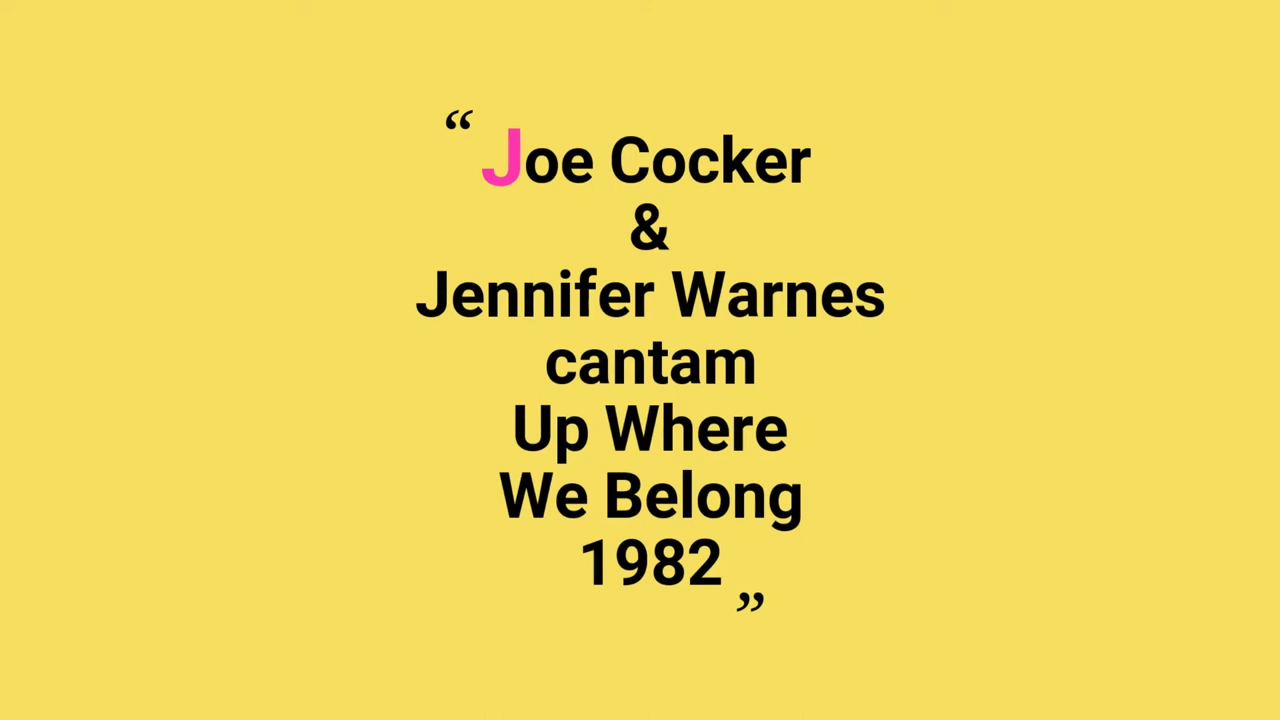 “ Joe Cocker
&
Jennifer Warnes
cantam
Up Where
We Belong
1982 ”